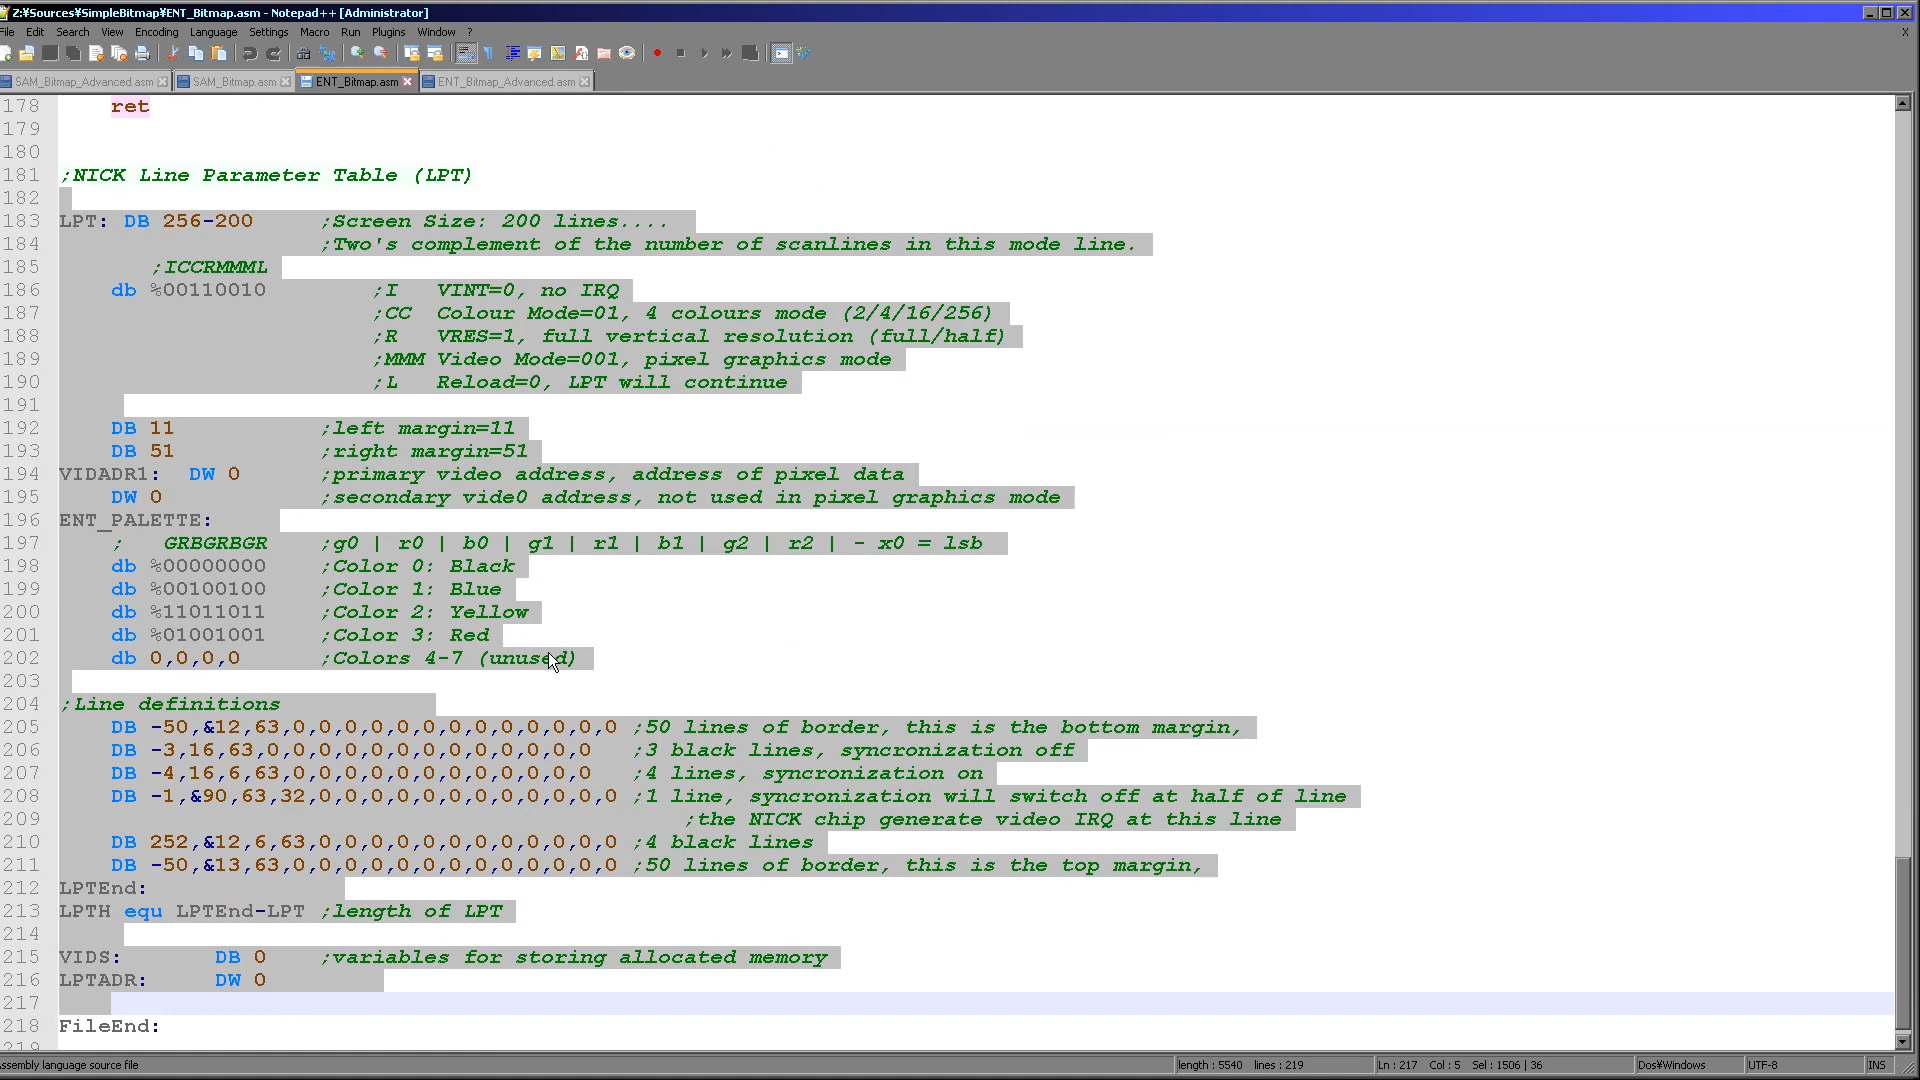 Z:¥Sources¥SimpleBitmap¥ENT_Bitmap.asm - Notepad++ [Administrator]
File Edit Search View Encoding Language Settings Macro Run Plugins Window ? X
SAM_Bitmap_Advanced.asm SAM_Bitmap.asm ENT_Bitmap.asm ENT_Bitmap_Advanced.asm
178 ret
179
180
181 ;NICK Line Parameter Table (LPT)
182
183 LPT: DB 256-200 ;Screen Size: 200 lines....
184 ;Two's complement of the number of scanlines in this mode line.
185 ;ICCRMMML
186 db %00110010 ;I VINT=0, no IRQ
187 ;CC Colour Mode=01, 4 colours mode (2/4/16/256)
188 ;R VRES=1, full vertical resolution (full/half)
189 ;MMM Video Mode=001, pixel graphics mode
190 ;L Reload=0, LPT will continue
191
192 DB 11 ;left margin=11
193 DB 51 ;right margin=51
194 VIDADR1: DW 0 ;primary video address, address of pixel data
195 DW 0 ;secondary vide0 address, not used in pixel graphics mode
196 ENT_PALETTE:
197 ; GRBGRBGR ;g0 | r0 | b0 | g1 | r1 | b1 | g2 | r2 | - x0 = lsb
198 db %00000000 ;Color 0: Black
199 db %00100100 ;Color 1: Blue
200 db %11011011 ;Color 2: Yellow
201 db %01001001 ;Color 3: Red
202 db 0,0,0,0 ;Colors 4-7 (unused)
203
204 ;Line definitions
205 DB -50,&12,63,0,0,0,0,0,0,0,0,0,0,0,0,0 ;50 lines of border, this is the bottom margin,
206 DB -3,16,63,0,0,0,0,0,0,0,0,0,0,0,0,0 ;3 black lines, syncronization off
207 DB -4,16,6,63,0,0,0,0,0,0,0,0,0,0,0,0 ;4 lines, syncronization on
208 DB -1,&90,63,32,0,0,0,0,0,0,0,0,0,0,0,0 ;1 line, syncronization will switch off at half of line
209 ;the NICK chip generate video IRQ at this line
210 DB 252,&12,6,63,0,0,0,0,0,0,0,0,0,0,0,0 ;4 black lines
211 DB -50,&13,63,0,0,0,0,0,0,0,0,0,0,0,0,0 ;50 lines of border, this is the top margin,
212 LPTEnd:
213 LPTH equ LPTEnd-LPT ;length of LPT
214
215 VIDS: DB 0 ;variables for storing allocated memory
216 LPTADR: DW 0
217
218 FileEnd:
219
ssembly language source file length : 5540 lines : 219 Ln : 217 Col : 5 Sel : 1506 | 36 Dos¥Windows UTF-8 INS